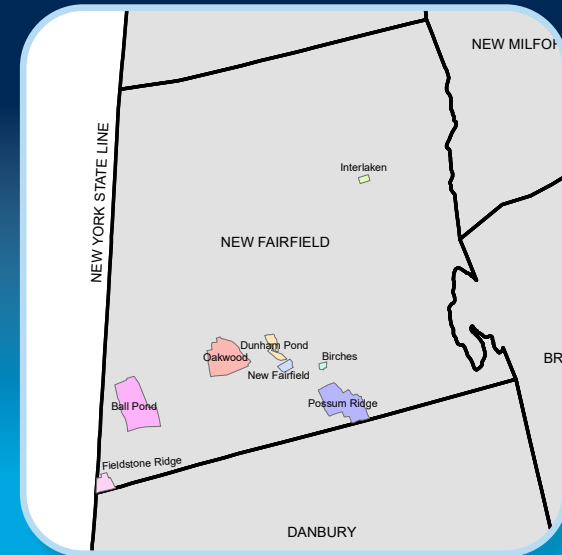 NEW MILFO
NEW YORK STATE LINE
Interlaken
NEW FAIRFIELD
Dunham Pond
Oakwood
Birches
BR
New Fairfield
Ball Pond
Possum Ridge
Fieldstone Ridge
DANBURY